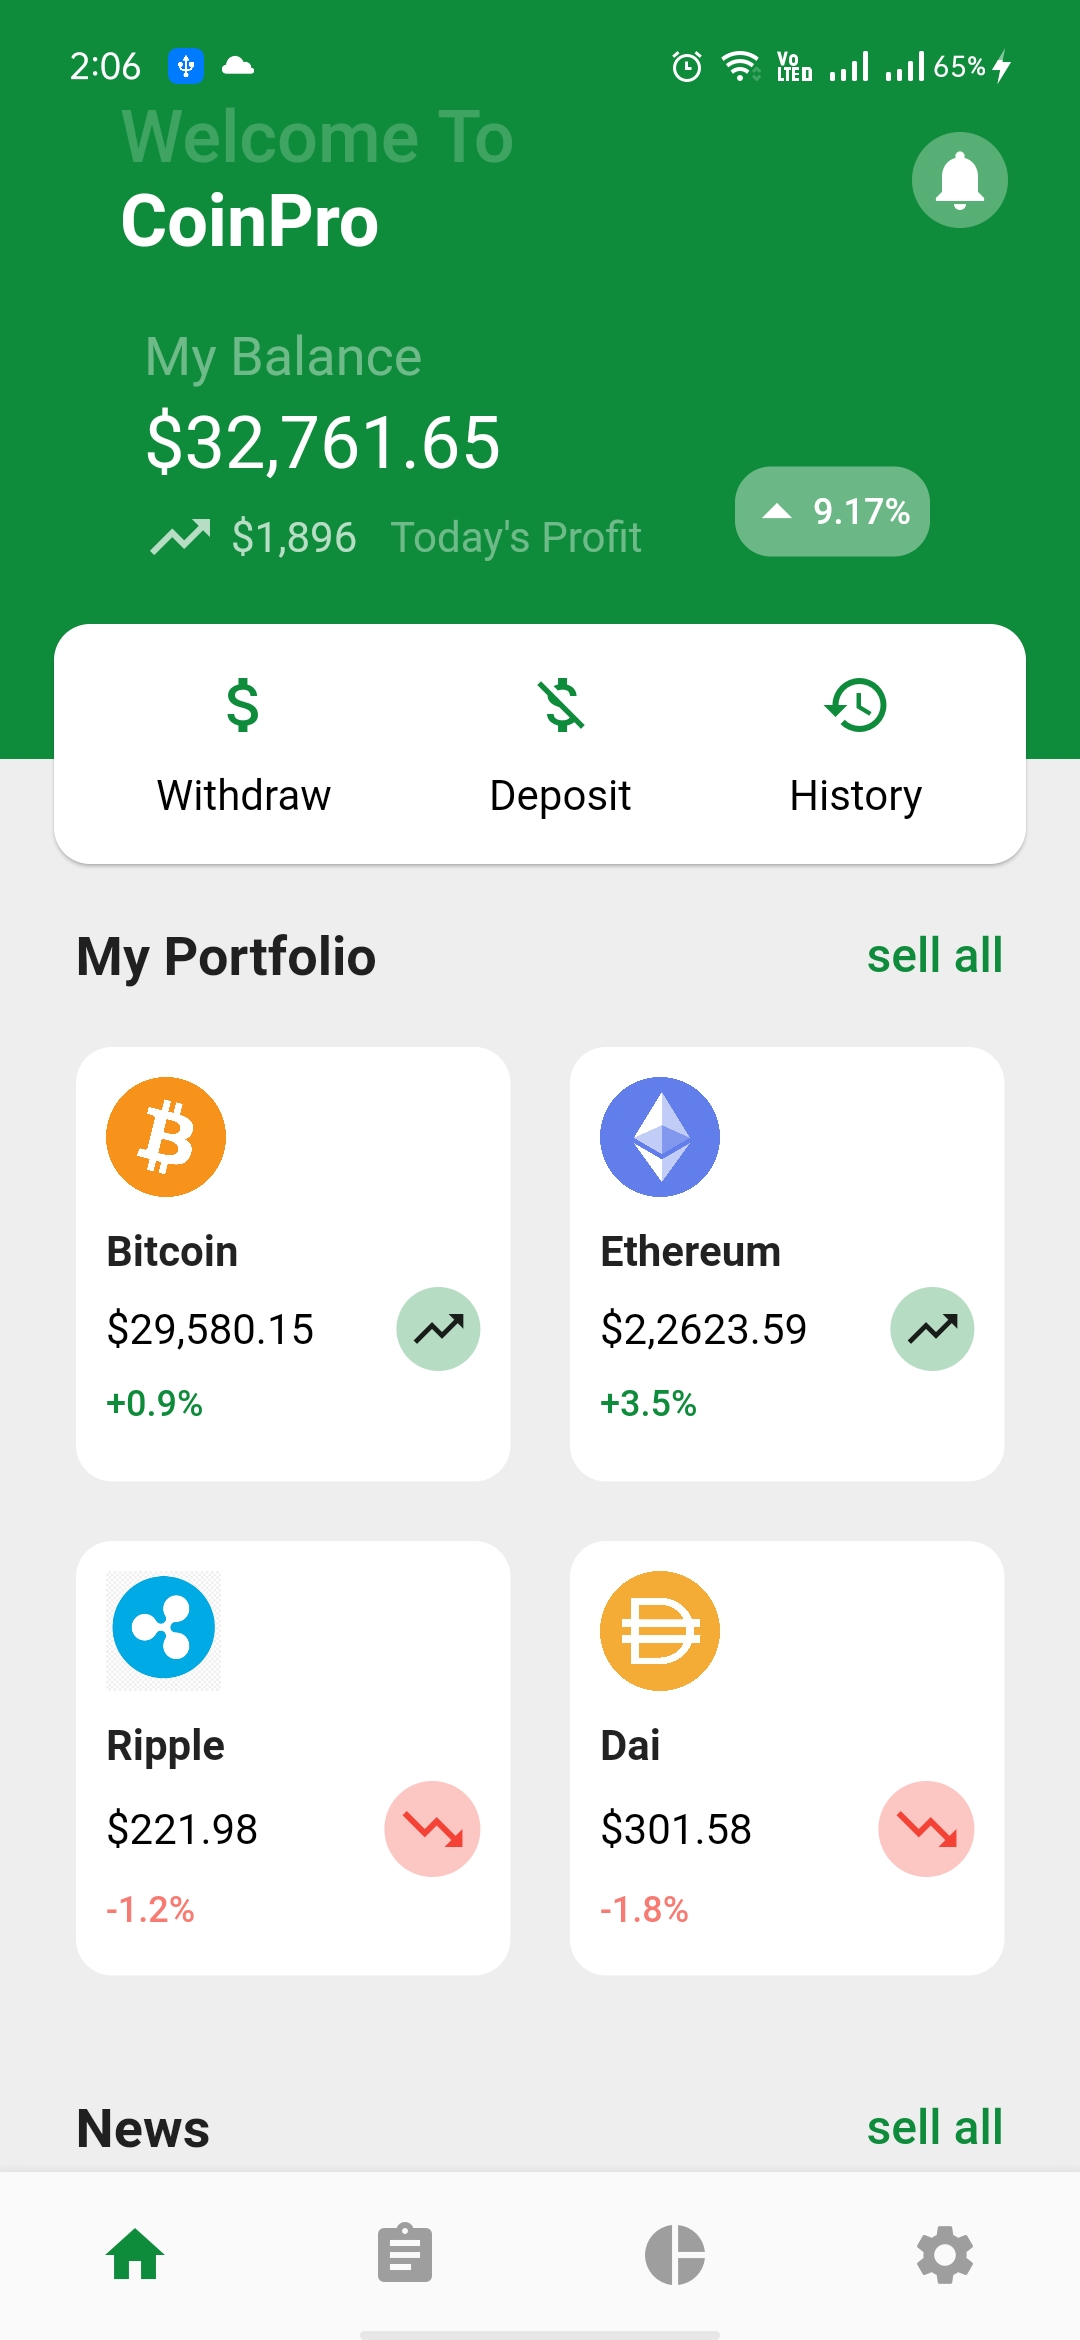 2:06
Vo LTE 65%
Welcome To
CoinPro
My Balance
$32,761.65
$1,896 Today's Profit
9.17%
Withdraw Deposit History
My Portfolio sell all
Bitcoin
$29,580.15
+0.9%
Ethereum
$2,2623.59
+3.5%
Ripple
$221.98
-1.2%
Dai
$301.58
-1.8%
News sell all